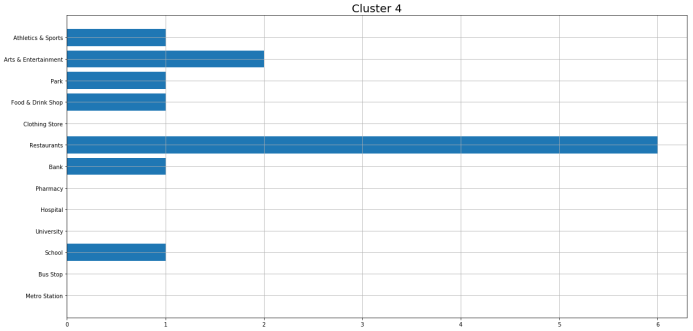 Cluster 4
Athletics & Sports
Arts & Entertainment
Park
Food & Drink Shop
Clothing Store
Restaurants
Bank
Pharmacy
Hospital
University
School
Bus Stop
Metro Station
0 1 2 3 4 5 6